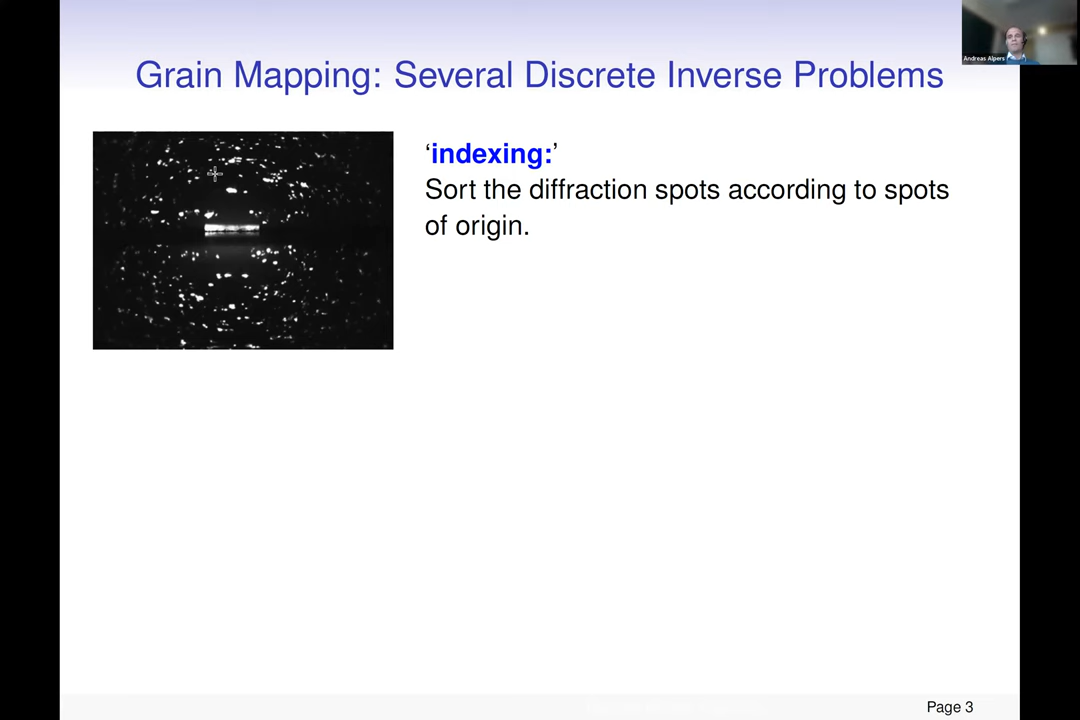 Andreas Alpers
Grain Mapping: Several Discrete Inverse Problems
‘indexing:’
Sort the diffraction spots according to spots
of origin.
Page 3